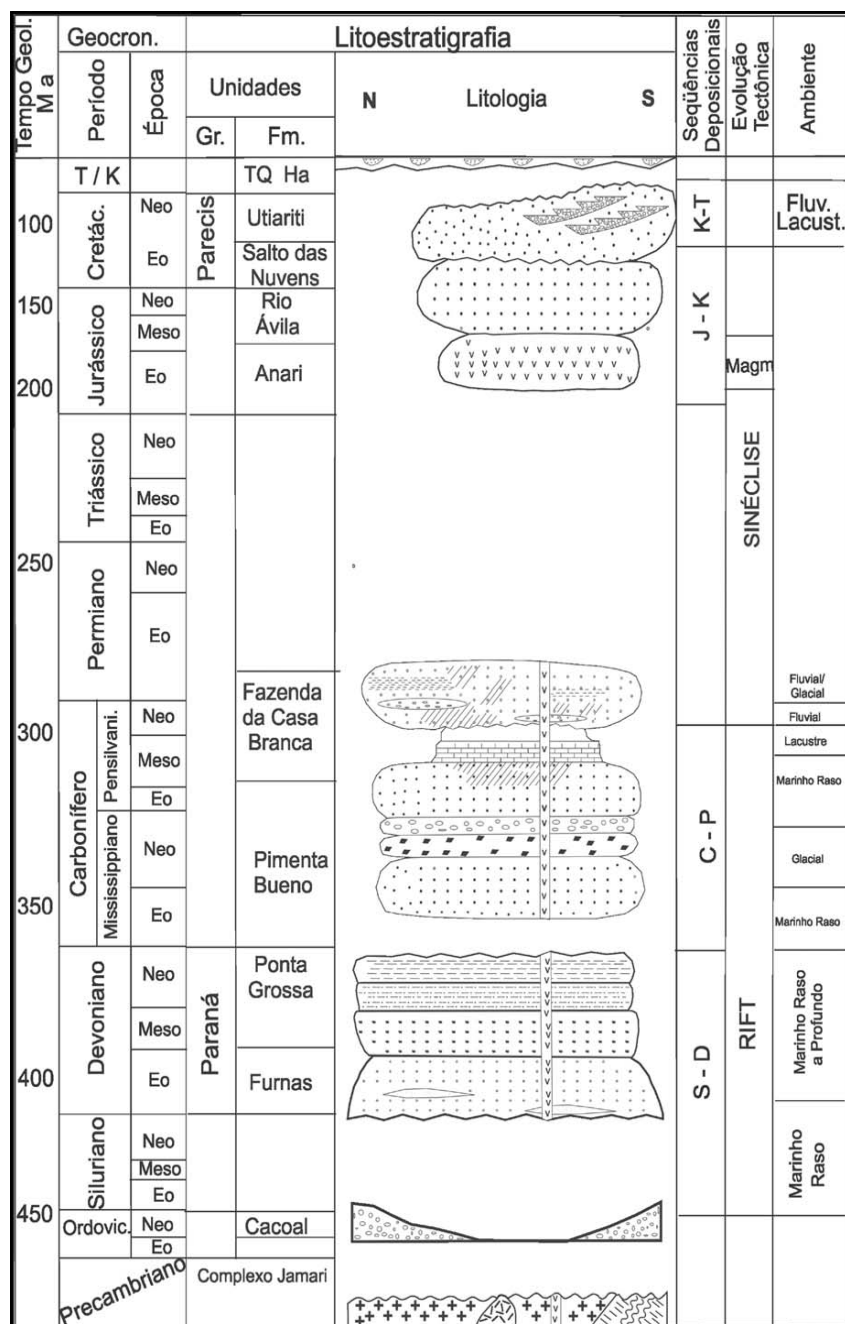 Tempo Geol.
M a
Geocron.
Período
Época
Litoestratigrafia
Unidades
Gr.
Fm.
N
Litologia
S
Seqüências
Deposicionais
Evolução
Tectônica
Ambiente
T / K
TQ Ha
100
Cretác.
Neo
Eo
Parecis
Utiariti
Salto das
Nuvens
K-T
Fluv.
Lacust.
150
200
Jurássico
Neo
Meso
Eo
Rio
Ávila
Anari
J - K
Magm
Triássico
Neo
Meso
Eo
SINÉCLISE
250
Permiano
Neo
Eo
Fazenda
da Casa
Branca
Fluvial/
Glacial
Fluvial
300
350
Carbonífero
Pensilvani.
Neo
Meso
Eo
Mississippiano
Neo
Eo
Pimenta
Bueno
C - P
Lacustre
Marinho Raso
Glacial
Marinho Raso
400
Devoniano
Neo
Meso
Eo
Paraná
Ponta
Grossa
Furnas
S - D
RIFT
Marinho Raso
a Profundo
Siluriano
Neo
Meso
Eo
Marinho
Raso
450
Ordovic.
Neo
Eo
Cacoal
Precambriano
Complexo Jamari